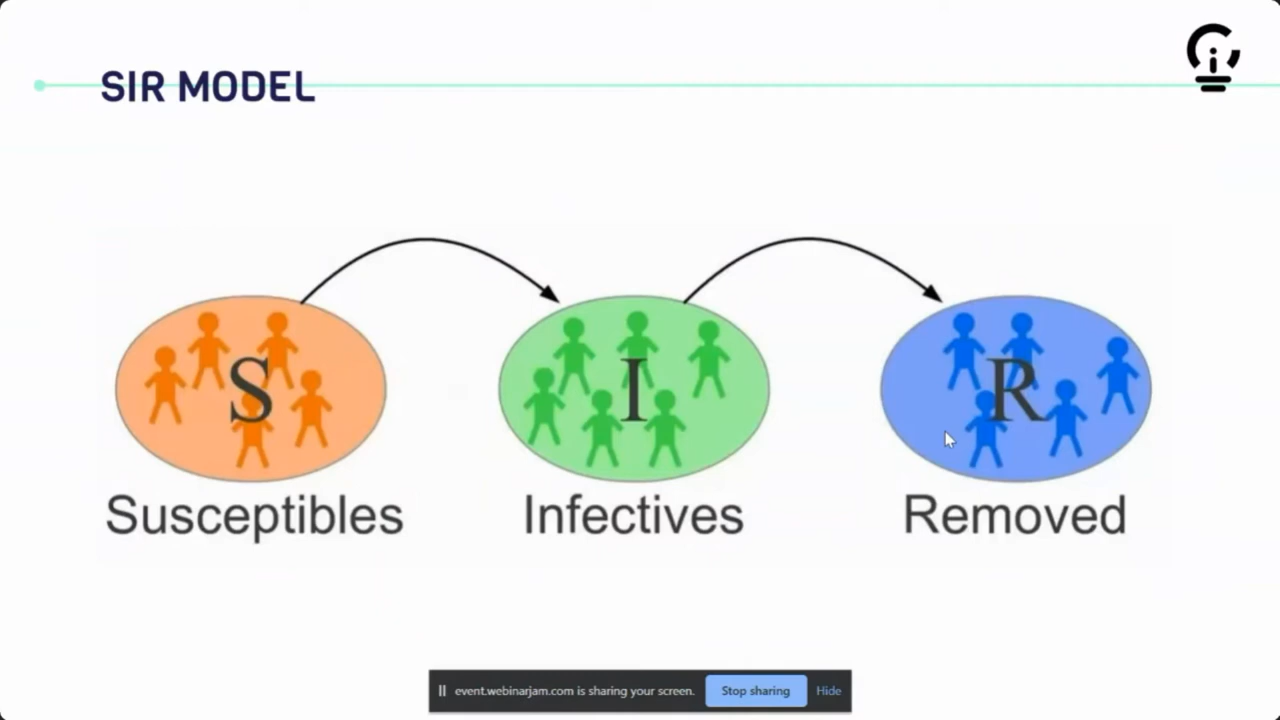 SIR MODEL
S
I
R
Susceptibles
Infectives
Removed
event.webinarjam.com is sharing your screen.
Stop sharing
Hide